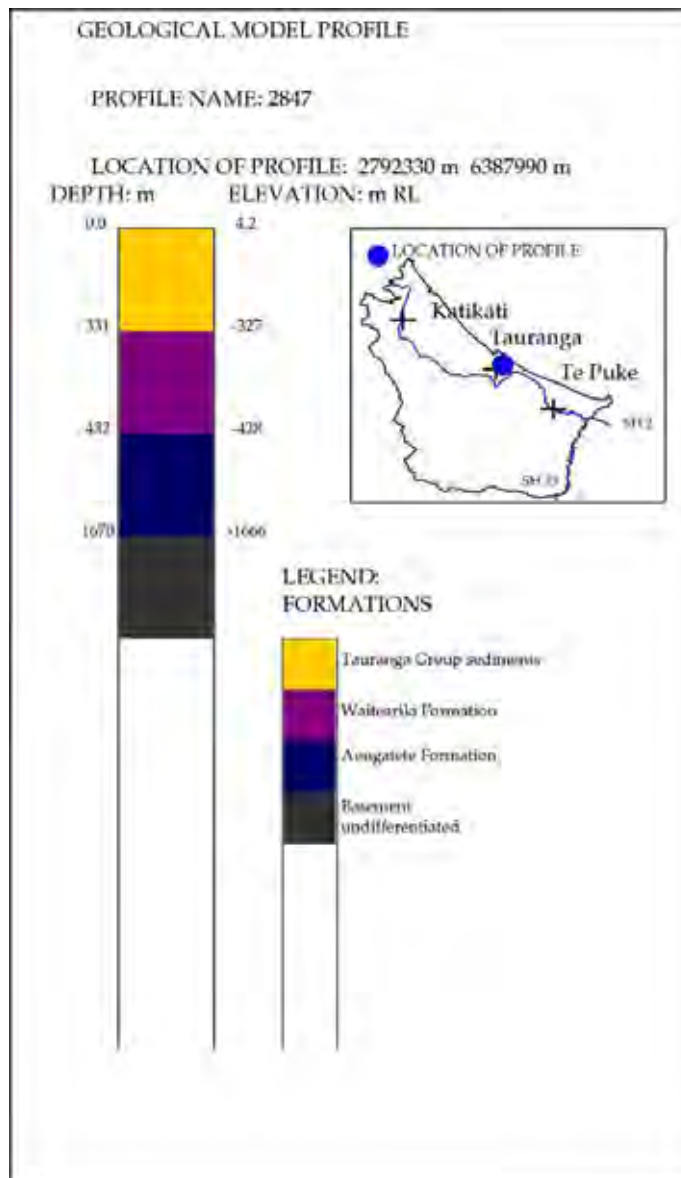 GEOLOGICAL MODEL PROFILE
PROFILE NAME: 2847
LOCATION OF PROFILE: 2792330 m 6387990 m
DEPTH: m ELEVATION: m RL
0.0 4.2
331 -327
432 -428
1670 -1666
LOCATION OF PROFILE
Katikati
Tauranga
Te Puke
SH 2
LEGEND:
FORMATIONS
Tauranga Group sediments
Waiteariki Formation
Aongatete Formation
Basement
undifferentiated